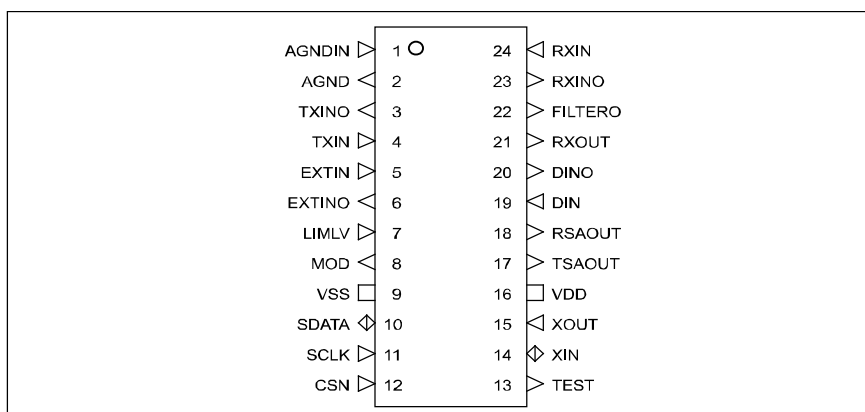 AGNDIN 1 24 RXIN
AGND 2 23 RXINO
TXINO 3 22 FILTERO
TXIN 4 21 RXOUT
EXTIN 5 20 DINO
EXTINO 6 19 DIN
LIMLV 7 18 RSAOUT
MOD 8 17 TSAOUT
VSS 9 16 VDD
SDATA 10 15 XOUT
SCLK 11 14 XIN
CSN 12 13 TEST